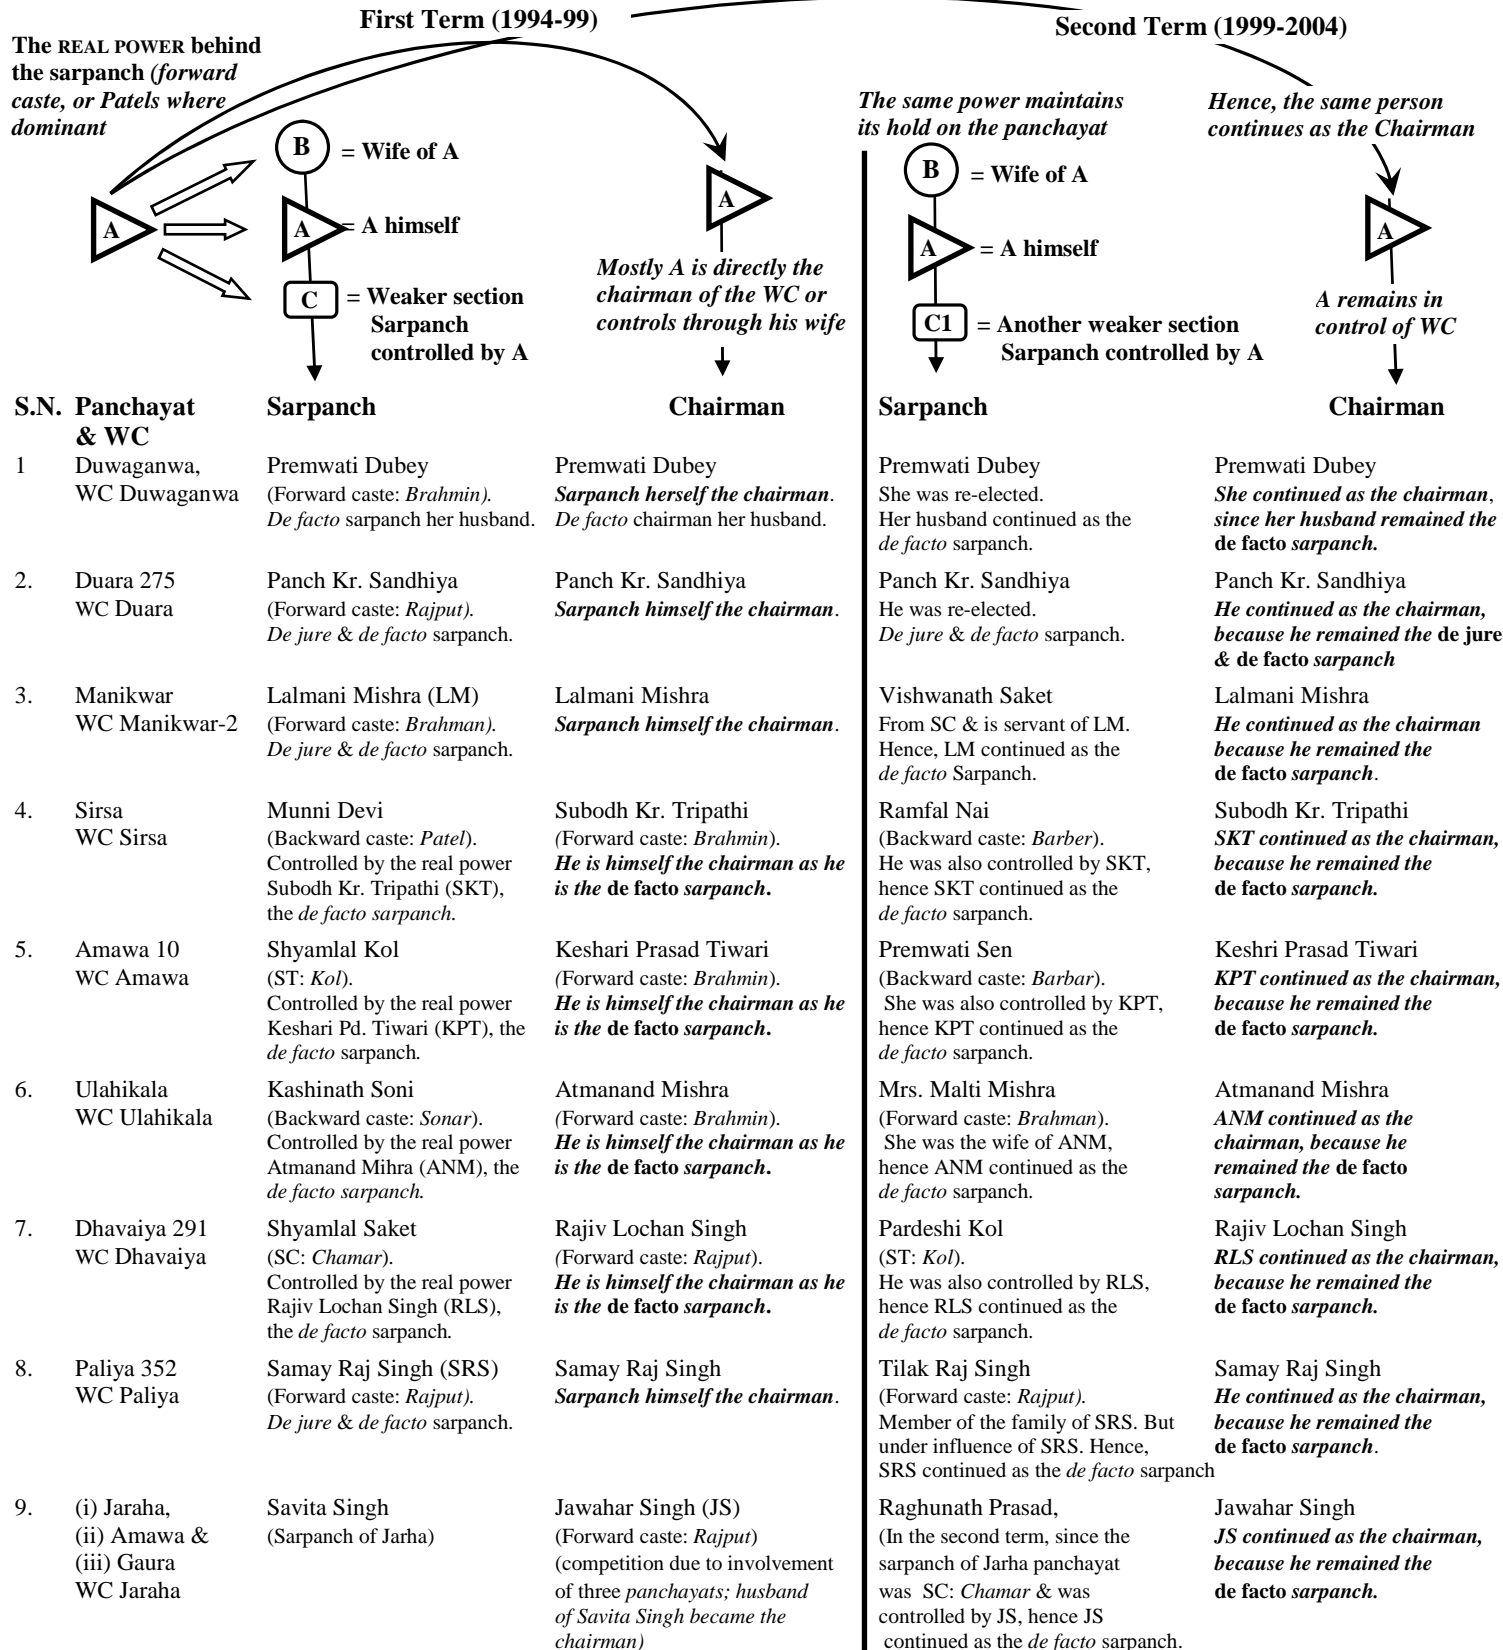 First Term (1994-99)
Second Term (1999-2004)
The REAL POWER behind
the sarpanch (forward
caste, or Patels where
dominant
A
B
= Wife of A
A
= A himself
C
= Weaker section
Sarpanch
controlled by A
A
Mostly A is directly the
chairman of the WC or
controls through his wife
The same power maintains
its hold on the panchayat
B
= Wife of A
A
= A himself
C1
= Another weaker section
Sarpanch controlled by A
Hence, the same person
continues as the Chairman
A
A remains in
control of WC
S.N. Panchayat & WC
Sarpanch
Chairman
Sarpanch
Chairman
1
Duwaganwa,
WC Duwaganwa
Premwati Dubey
(Forward caste: Brahmin).
De facto sarpanch her husband.
Premwati Dubey
Sarpanch herself the chairman.
De facto chairman her husband.
Premwati Dubey
She was re-elected.
Her husband continued as the
de facto sarpanch.
Premwati Dubey
She continued as the chairman,
since her husband remained the
de facto sarpanch.
2.
Duara 275
WC Duara
Panch Kr. Sandhiya
(Forward caste: Rajput).
De jure & de facto sarpanch.
Panch Kr. Sandhiya
Sarpanch himself the chairman.
Panch Kr. Sandhiya
He was re-elected.
De jure & de facto sarpanch.
Panch Kr. Sandhiya
He continued as the chairman,
because he remained the de jure
& de facto sarpanch
3.
Manikwar
WC Manikwar-2
Lalmani Mishra (LM)
(Forward caste: Brahman).
De jure & de facto sarpanch.
Lalmani Mishra
Sarpanch himself the chairman.
Vishwanath Saket
From SC & is servant of LM.
Hence, LM continued as the
de facto Sarpanch.
Lalmani Mishra
He continued as the chairman
because he remained the
de facto sarpanch.
4.
Sirsa
WC Sirsa
Munni Devi
(Backward caste: Patel).
Controlled by the real power
Subodh Kr. Tripathi (SKT),
the de facto sarpanch.
Subodh Kr. Tripathi
(Forward caste: Brahmin).
He is himself the chairman as he
is the de facto sarpanch.
Ramfal Nai
(Backward caste: Barber).
He was also controlled by SKT,
hence SKT continued as the
de facto sarpanch.
Subodh Kr. Tripathi
SKT continued as the chairman,
because he remained the
de facto sarpanch.
5.
Amawa 10
WC Amawa
Shyamlal Kol
(ST: Kol).
Controlled by the real power
Keshari Pd. Tiwari (KPT), the
de facto sarpanch.
Keshari Prasad Tiwari
(Forward caste: Brahmin).
He is himself the chairman as he
is the de facto sarpanch.
Premwati Sen
(Backward caste: Barbar).
She was also controlled by KPT,
hence KPT continued as the
de facto sarpanch.
Keshri Prasad Tiwari
KPT continued as the chairman,
because he remained the
de facto sarpanch.
6.
Ulahikala
WC Ulahikala
Kashinath Soni
(Backward caste: Sonar).
Controlled by the real power
Atmanand Mihra (ANM), the
de facto sarpanch.
Atmanand Mishra
(Forward caste: Brahmin).
He is himself the chairman as he
is the de facto sarpanch.
Mrs. Malti Mishra
(Forward caste: Brahman).
She was the wife of ANM,
hence ANM continued as the
de facto sarpanch.
Atmanand Mishra
ANM continued as the
chairman, because he
remained the de facto
sarpanch.
7.
Dhavaiya 291
WC Dhavaiya
Shyamlal Saket
(SC: Chamar).
Controlled by the real power
Rajiv Lochan Singh (RLS),
the de facto sarpanch.
Rajiv Lochan Singh
(Forward caste: Rajput).
He is himself the chairman as he
is the de facto sarpanch.
Pardeshi Kol
(ST: Kol).
He was also controlled by RLS,
hence RLS continued as the
de facto sarpanch.
Rajiv Lochan Singh
RLS continued as the chairman,
because he remained the
de facto sarpanch.
8.
Paliya 352
WC Paliya
Samay Raj Singh (SRS)
(Forward caste: Rajput).
De jure & de facto sarpanch.
Samay Raj Singh
Sarpanch himself the chairman.
Tilak Raj Singh
(Forward caste: Rajput).
Member of the family of SRS. But
under influence of SRS. Hence,
SRS continued as the de facto sarpanch
Samay Raj Singh
He continued as the chairman,
because he remained the
de facto sarpanch.
9.
(i) Jaraha,
(ii) Amawa &
(iii) Gaura
WC Jaraha
Savita Singh
(Sarpanch of Jarha)
Jawahar Singh (JS)
(Forward caste: Rajput)
(competition due to involvement
of three panchayats; husband
of Savita Singh became the
chairman)
Raghunath Prasad,
(In the second term, since the
sarpanch of Jarha panchayat
was SC: Chamar & was
controlled by JS, hence JS
continued as the de facto sarpanch.
Jawahar Singh
JS continued as the chairman,
because he remained the
de facto sarpanch.